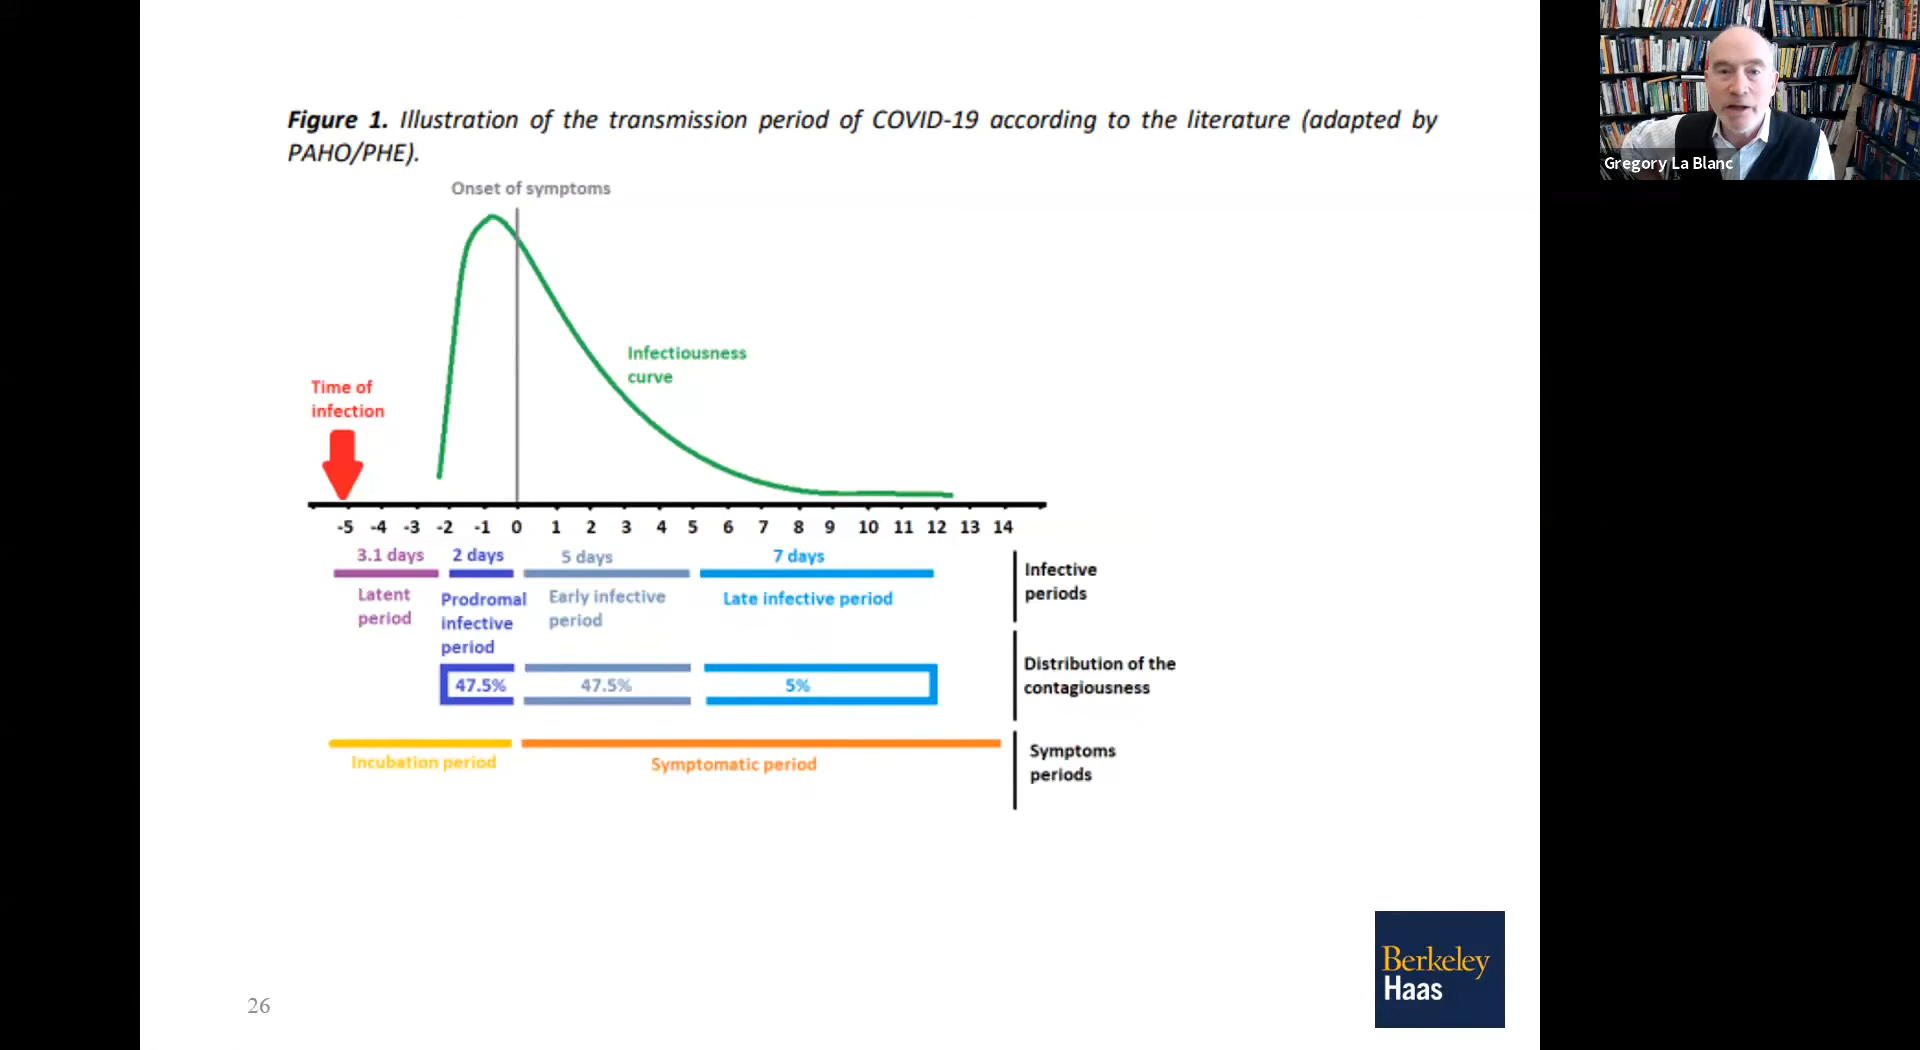 Figure 1. Illustration of the transmission period of COVID-19 according to the literature (adapted by
PAHO/PHE).
Gregory La Blanc
Onset of symptoms
Infectiousness
curve
Time of
infection
-5 -4 -3 -2 -1 0 1 2 3 4 5 6 7 8 9 10 11 12 13 14
3.1 days 2 days 5 days 7 days
Latent
period
Prodromal
infective
period
Early infective
period
Late infective period
Infective
periods
47.5% 47.5% 5%
Distribution of the
contagiousness
Incubation period
Symptomatic period
Symptoms
periods
Berkeley
Haas
26